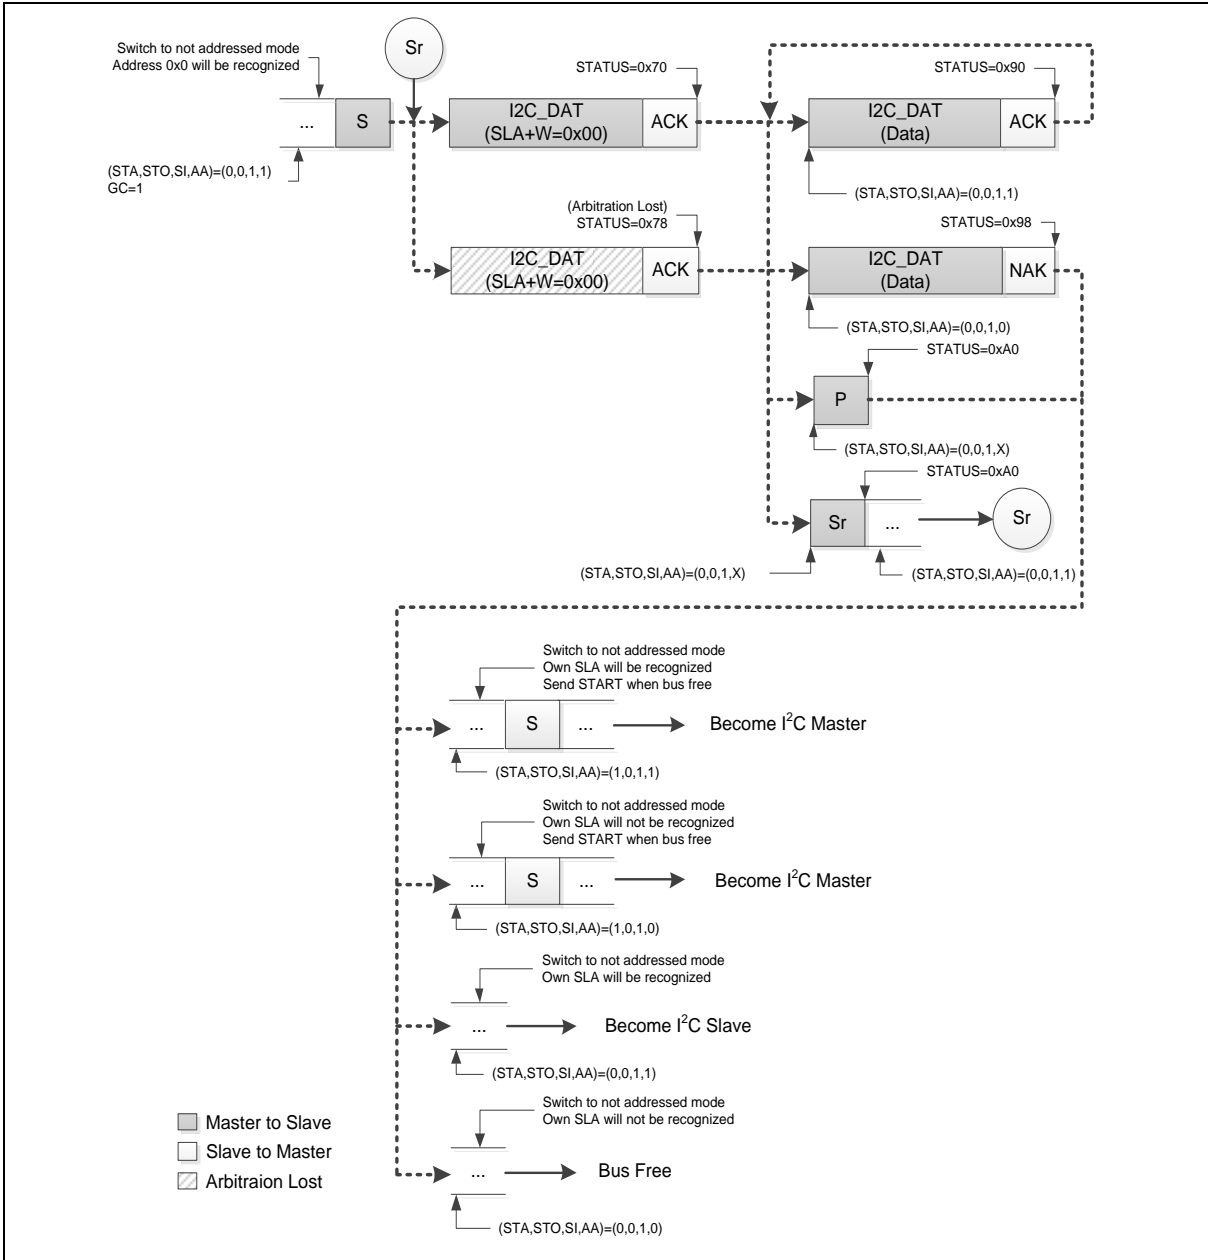 Switch to not addressed mode
Address 0x0 will be recognized
Sr
STATUS=0x70
STATUS=0x90
...
S
I2C_DAT
(SLA+W=0x00)
ACK
I2C_DAT
(Data)
ACK
(STA,STO,SI,AA)=(0,0,1,1)
GC=1
(STA,STO,SI,AA)=(0,0,1,1)
(Arbitration Lost)
STATUS=0x78
STATUS=0x98
I2C_DAT
(SLA+W=0x00)
ACK
I2C_DAT
(Data)
NAK
(STA,STO,SI,AA)=(0,0,1,0)
STATUS=0xA0
P
(STA,STO,SI,AA)=(0,0,1,X)
STATUS=0xA0
Sr
...
Sr
(STA,STO,SI,AA)=(0,0,1,X)
(STA,STO,SI,AA)=(0,0,1,1)
Switch to not addressed mode
Own SLA will be recognized
Send START when bus free
...
S
...
Become I²C Master
(STA,STO,SI,AA)=(1,0,1,1)
Switch to not addressed mode
Own SLA will not be recognized
Send START when bus free
...
S
...
Become I²C Master
(STA,STO,SI,AA)=(1,0,1,0)
Switch to not addressed mode
Own SLA will be recognized
...
Become I²C Slave
(STA,STO,SI,AA)=(0,0,1,1)
Switch to not addressed mode
Own SLA will not be recognized
...
Bus Free
(STA,STO,SI,AA)=(0,0,1,0)
Master to Slave
Slave to Master
Arbitraion Lost